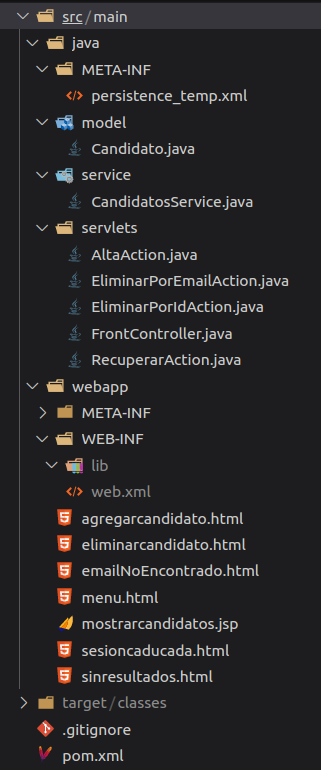 src/main
java
META-INF
persistence_temp.xml
model
Candidato.java
service
CandidatosService.java
servlets
AltaAction.java
EliminarPorEmailAction.java
EliminarPorIdAction.java
FrontController.java
RecuperarAction.java
webapp
META-INF
WEB-INF
lib
web.xml
agregarcandidato.html
eliminarcandidato.html
emailNoEncontrado.html
menu.html
mostrarcandidatos.jsp
sesioncaducada.html
sinresultados.html
target/classes
.gitignore
pom.xml